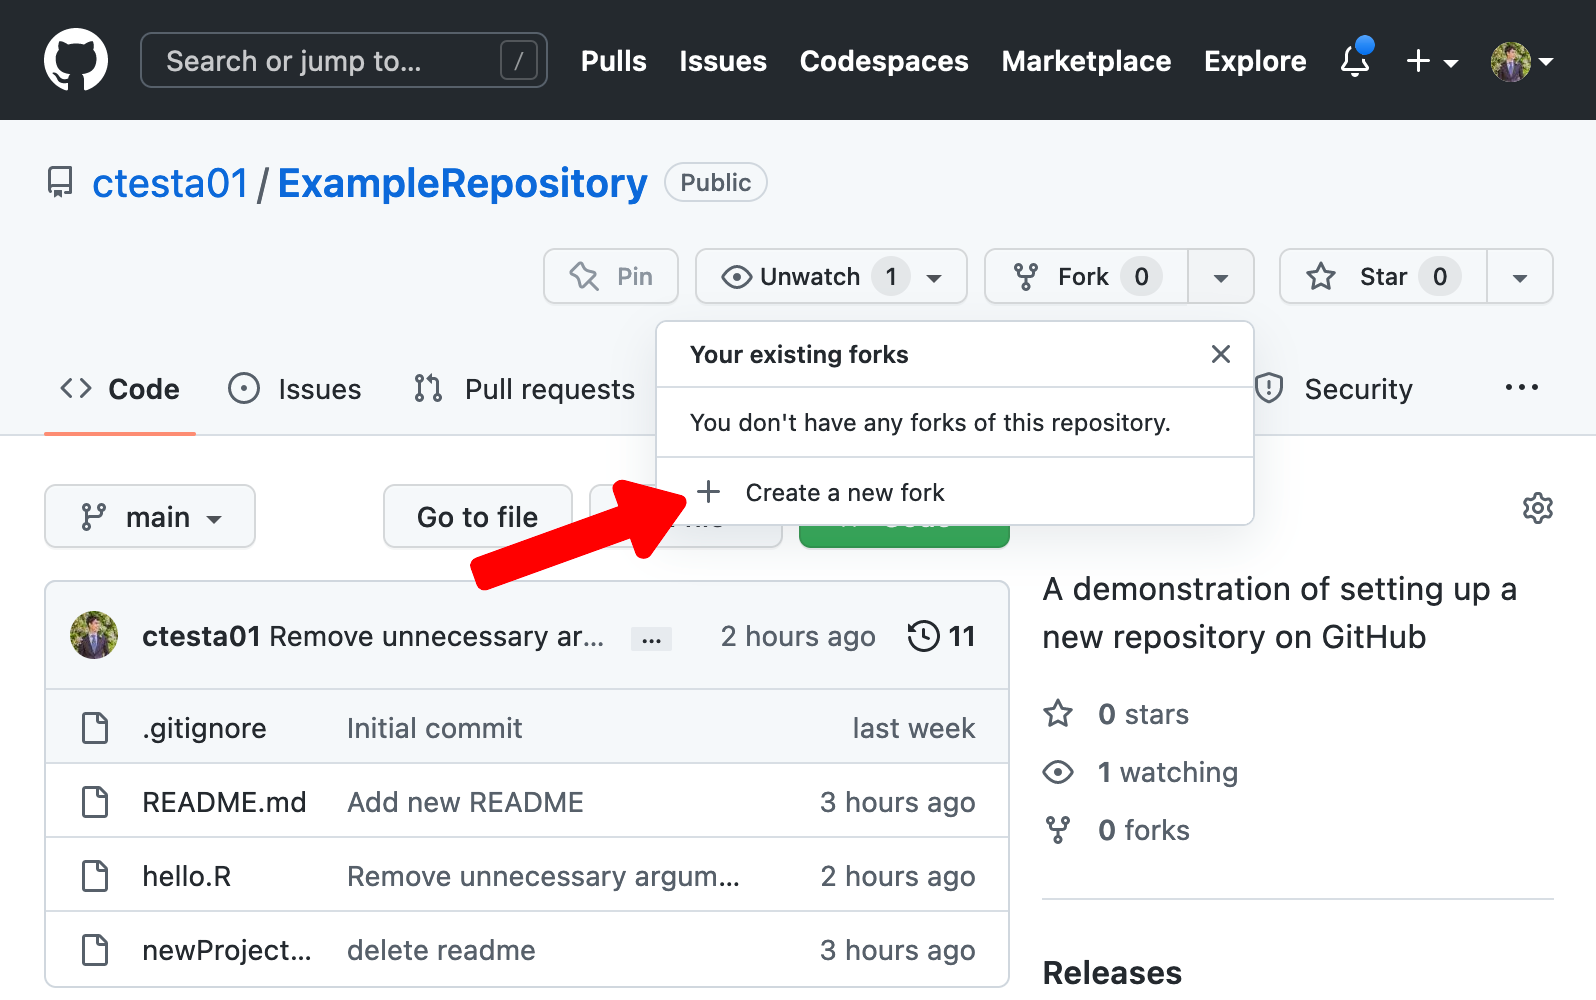 Search or jump to... /
Pulls
Issues
Codespaces
Marketplace
Explore
ctesta01 / ExampleRepository
Public
Pin
Unwatch 1
Fork 0
Star 0
Your existing forks
You don't have any forks of this repository.
Create a new fork
Code
Issues
Pull requests
Security
main
Go to file
ctesta01 Remove unnecessary ar... ...
2 hours ago
11
.gitignore
Initial commit
last week
README.md
Add new README
3 hours ago
hello.R
Remove unnecessary argum...
2 hours ago
newProject...
delete readme
3 hours ago
A demonstration of setting up a
new repository on GitHub
0 stars
1 watching
0 forks
Releases